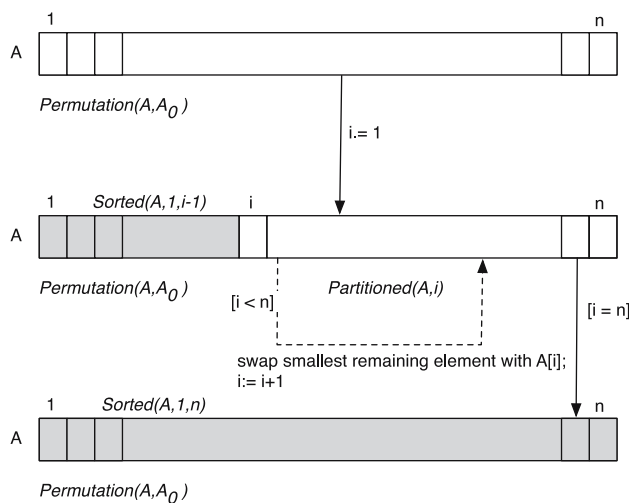 1 n
A
Permutation(A,A0)
i.= 1
1 Sorted(A,1,i-1) i n
A
Permutation(A,A0)
[i < n]
Partitioned(A,i)
[i = n]
swap smallest remaining element with A[i];
i:= i+1
1 Sorted(A,1,n) n
A
Permutation(A,A0)